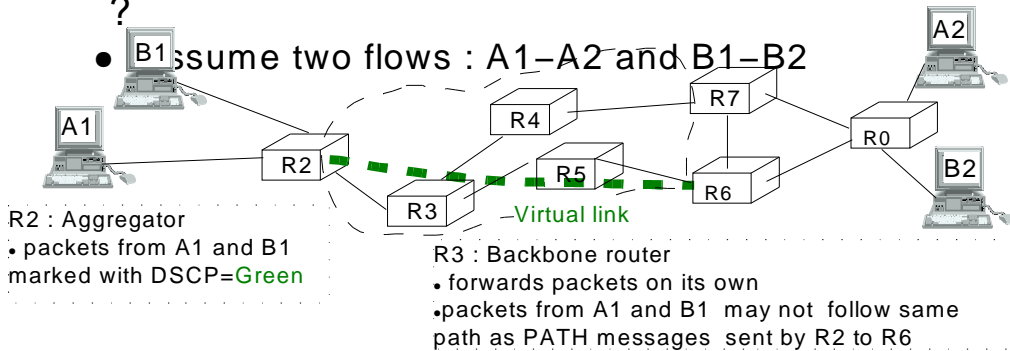 ?
• Assume two flows : A1–A2 and B1–B2
B1
A2
A1
R2
R3
R4
R5
R7
R6
R0
B2
Virtual link
R2 : Aggregator
• packets from A1 and B1
marked with DSCP=Green
R3 : Backbone router
• forwards packets on its own
•packets from A1 and B1 may not follow same
path as PATH messages sent by R2 to R6